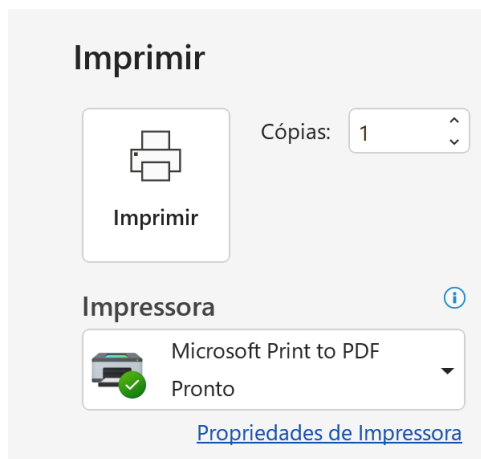 Imprimir
Imprimir
Cópias: 1
Impressora
Microsoft Print to PDF
Pronto
Propriedades de Impressora